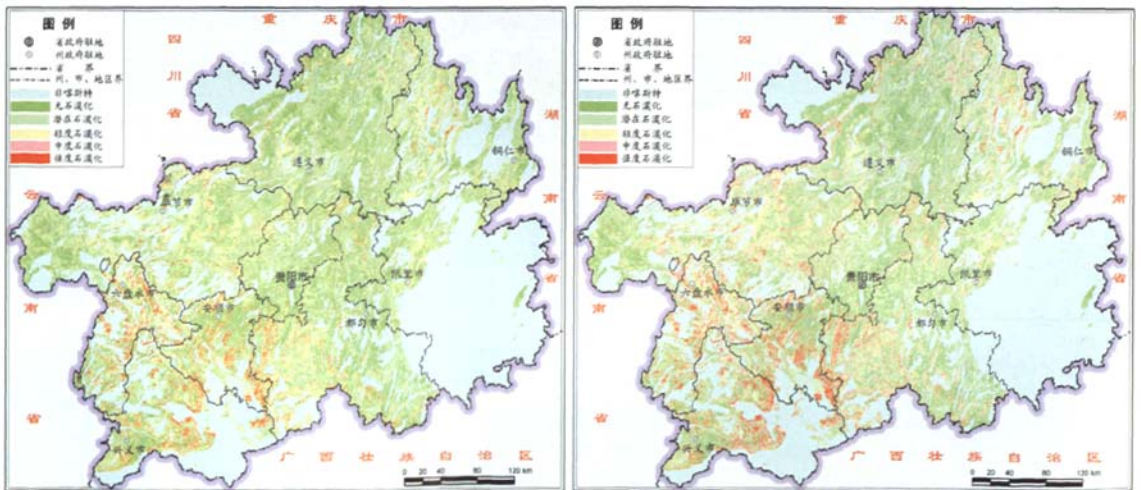 重庆市
图例
四川省
省政府驻地
州政府驻地
省界
州、市、地区界
非喀斯特
无石漠化
潜在石漠化
轻度石漠化
中度石漠化
强度石漠化
湖南省
铜仁市
遵义市
云南省
毕节市
贵阳市
凯里市
六盘水市
安顺市
都匀市
兴义市
广西壮族自治区
0 20 40 80 120 km
重庆市
图例
四川省
省政府驻地
州政府驻地
省界
州、市、地区界
非喀斯特
无石漠化
潜在石漠化
轻度石漠化
中度石漠化
强度石漠化
湖南省
铜仁市
遵义市
云南省
毕节市
贵阳市
凯里市
六盘水市
安顺市
都匀市
兴义市
广西壮族自治区
0 20 40 80 120 km